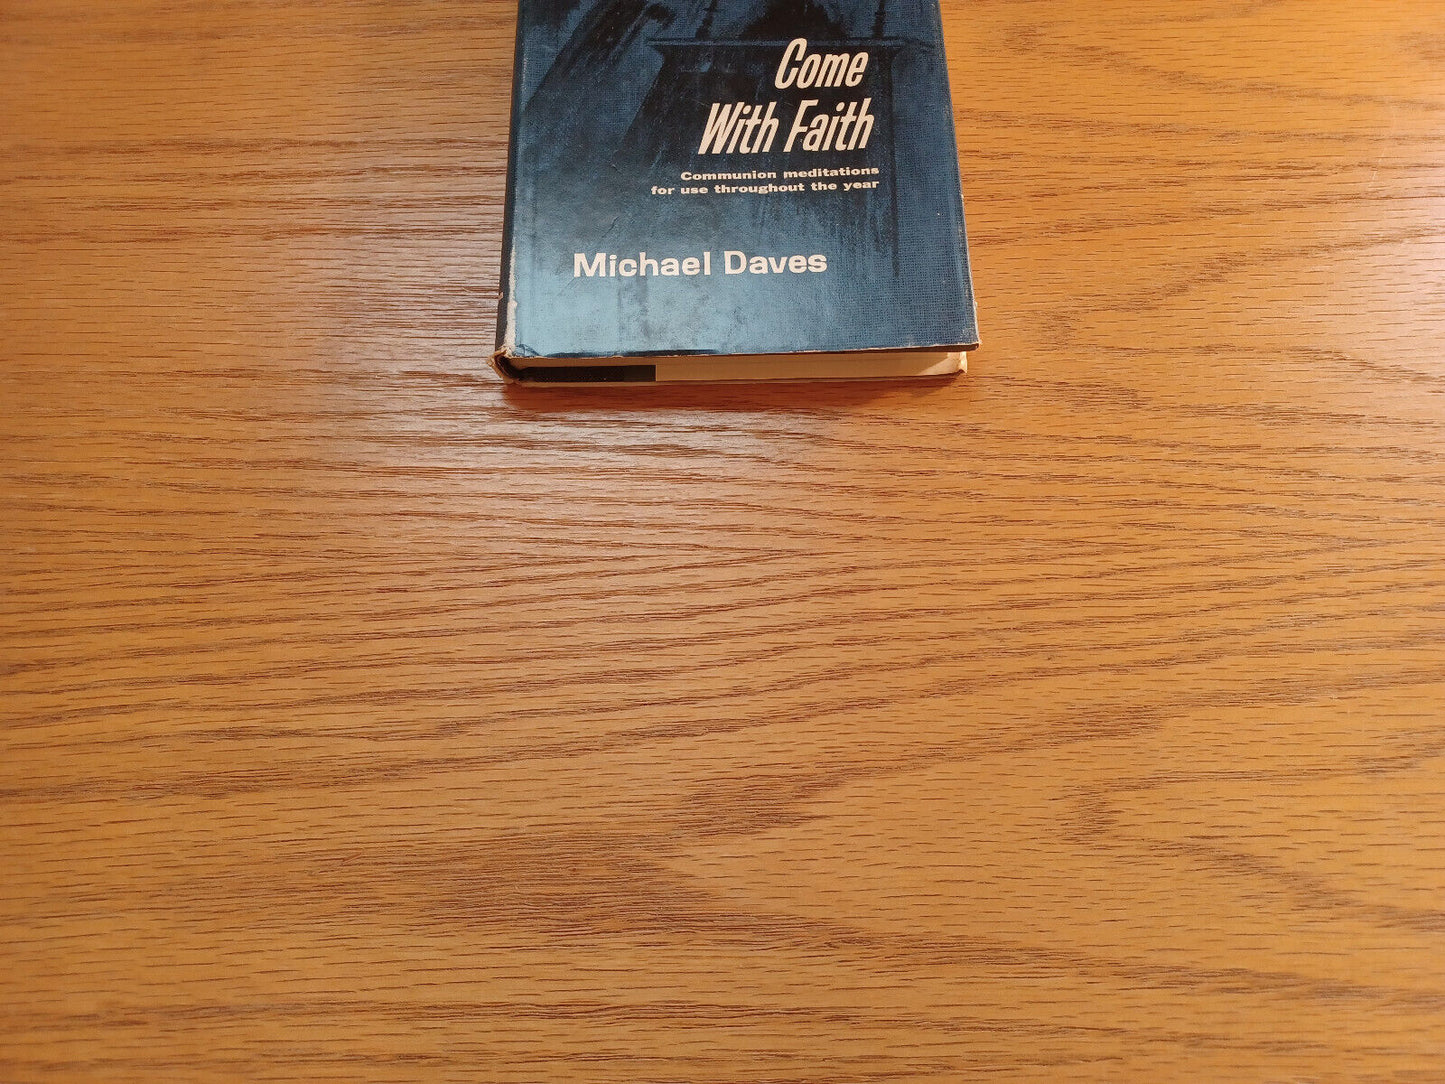 Come
With Faith
Communion meditations
for use throughout the year
Michael Daves